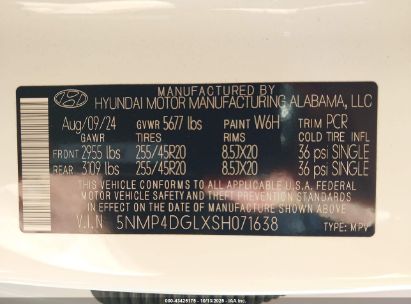 MANUFACTURED BY
HYUNDAI MOTOR MANUFACTURING ALABAMA, LLC
Aug/09/24 GVWR 5677 lbs PAINT W6H TRIM PCR
GAWR TIRES RIMS COLD TIRE INFL
FRONT 2955 lbs 255/45R20 8.5JX20 36 psi SINGLE
REAR 3109 lbs 255/45R20 8.5JX20 36 psi SINGLE
THIS VEHICLE CONFORMS TO ALL APPLICABLE U.S.A. FEDERAL
MOTOR VEHICLE SAFETY AND THEFT PREVENTION STANDARDS
IN EFFECT ON THE DATE OF MANUFACTURE SHOWN ABOVE
V.I.N 5NMP4DGLXSH071638 TYPE: MPV